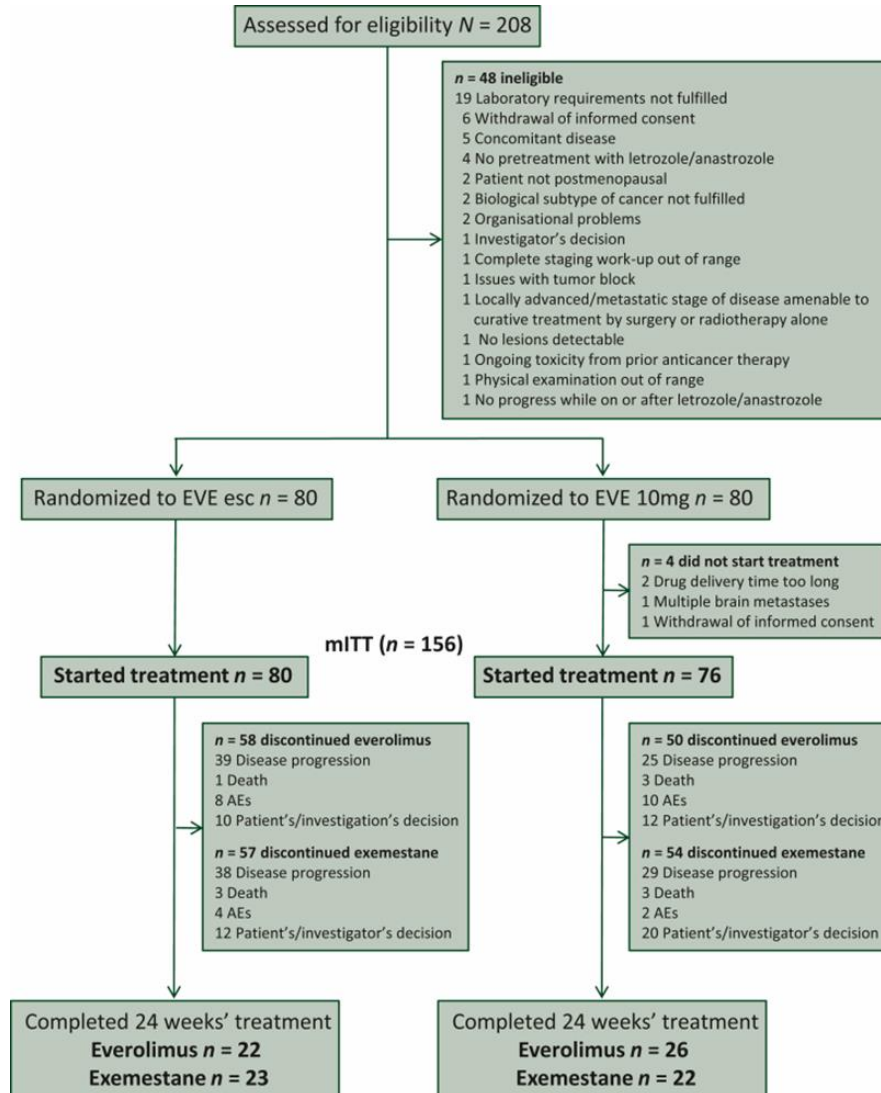 Assessed for eligibility N = 208
n = 48 ineligible
19 Laboratory requirements not fulfilled
6 Withdrawal of informed consent
5 Concomitant disease
4 No pretreatment with letrozole/anastrozole
2 Patient not postmenopausal
2 Biological subtype of cancer not fulfilled
2 Organisational problems
1 Investigator's decision
1 Complete staging work-up out of range
1 Issues with tumor block
1 Locally advanced/metastatic stage of disease amenable to
curative treatment by surgery or radiotherapy alone
1 No lesions detectable
1 Ongoing toxicity from prior anticancer therapy
1 Physical examination out of range
1 No progress while on or after letrozole/anastrozole
Randomized to EVE esc n = 80
Randomized to EVE 10mg n = 80
n = 4 did not start treatment
2 Drug delivery time too long
1 Multiple brain metastases
1 Withdrawal of informed consent
mITT (n = 156)
Started treatment n = 80
Started treatment n = 76
n = 58 discontinued everolimus
39 Disease progression
1 Death
8 AEs
10 Patient's/investigation's decision
n = 57 discontinued exemestane
38 Disease progression
3 Death
4 AEs
12 Patient's/investigator's decision
n = 50 discontinued everolimus
25 Disease progression
3 Death
10 AEs
12 Patient's/investigation's decision
n = 54 discontinued exemestane
29 Disease progression
3 Death
2 AEs
20 Patient's/investigator's decision
Completed 24 weeks' treatment
Everolimus n = 22
Exemestane n = 23
Completed 24 weeks' treatment
Everolimus n = 26
Exemestane n = 22